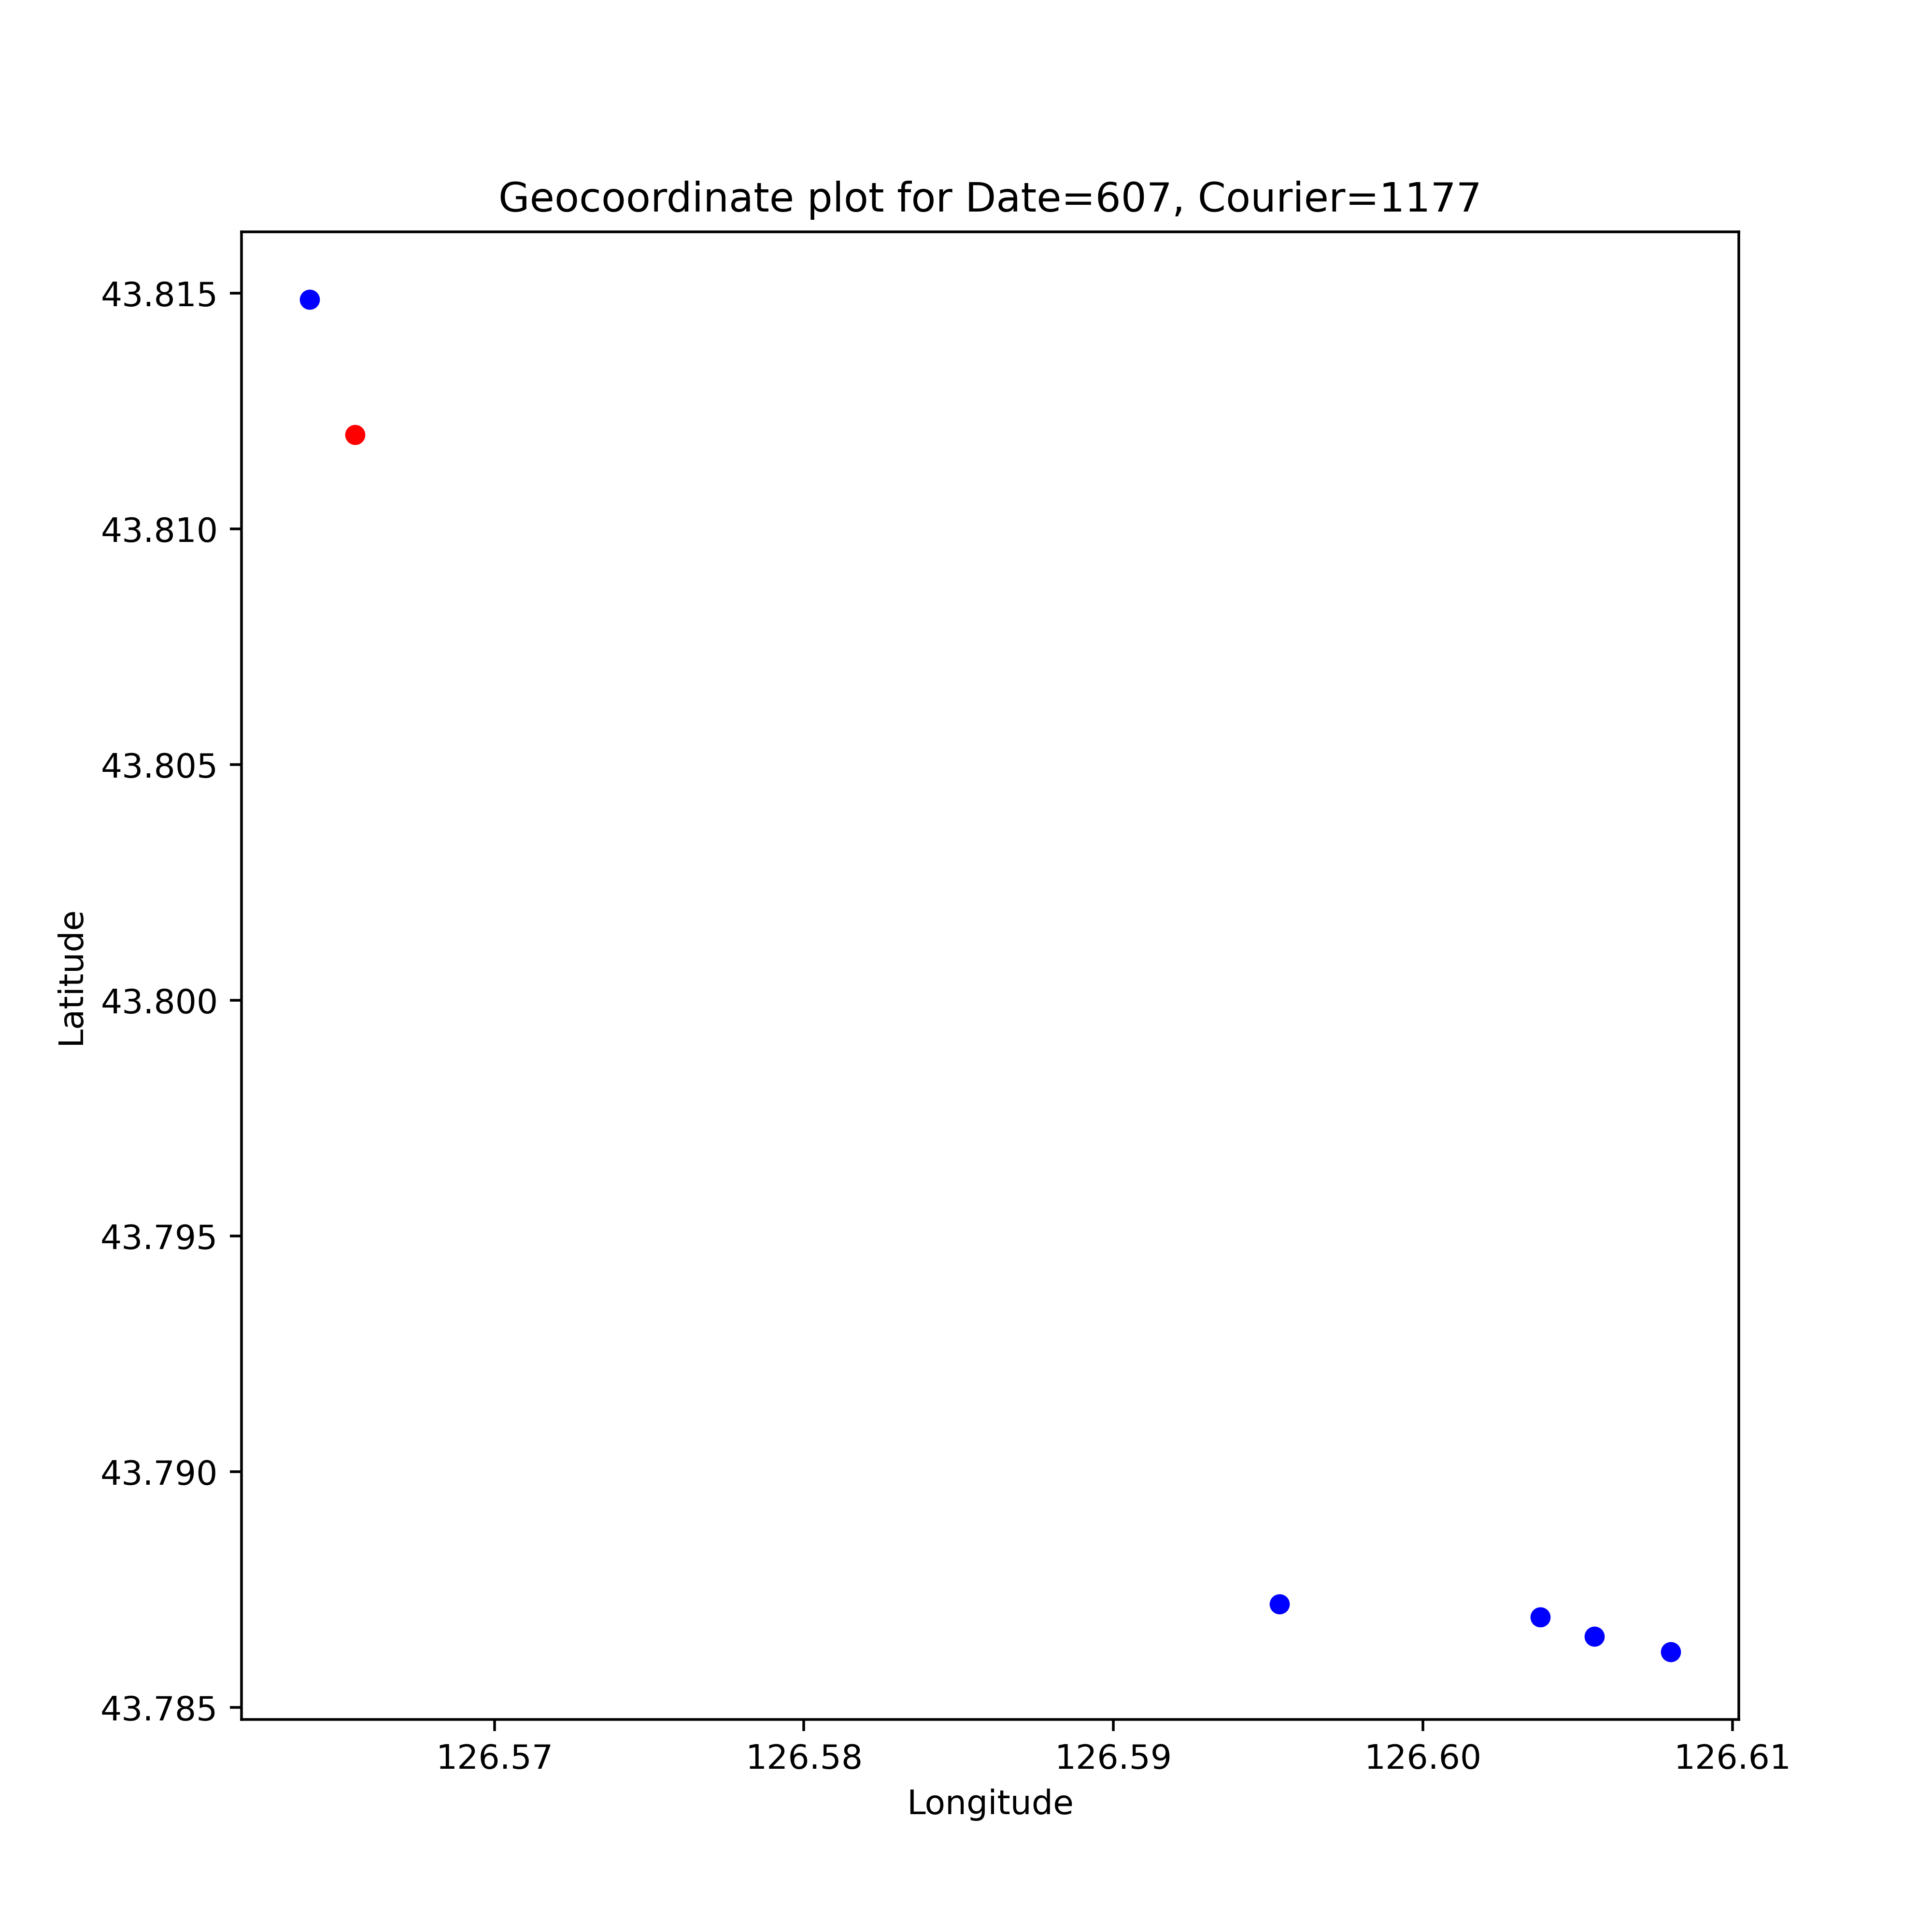 Geocoordinate plot for Date=607, Courier=1177
43.815
43.810
43.805
43.800
43.795
43.790
43.785
Latitude
126.57 126.58 126.59 126.60 126.61
Longitude